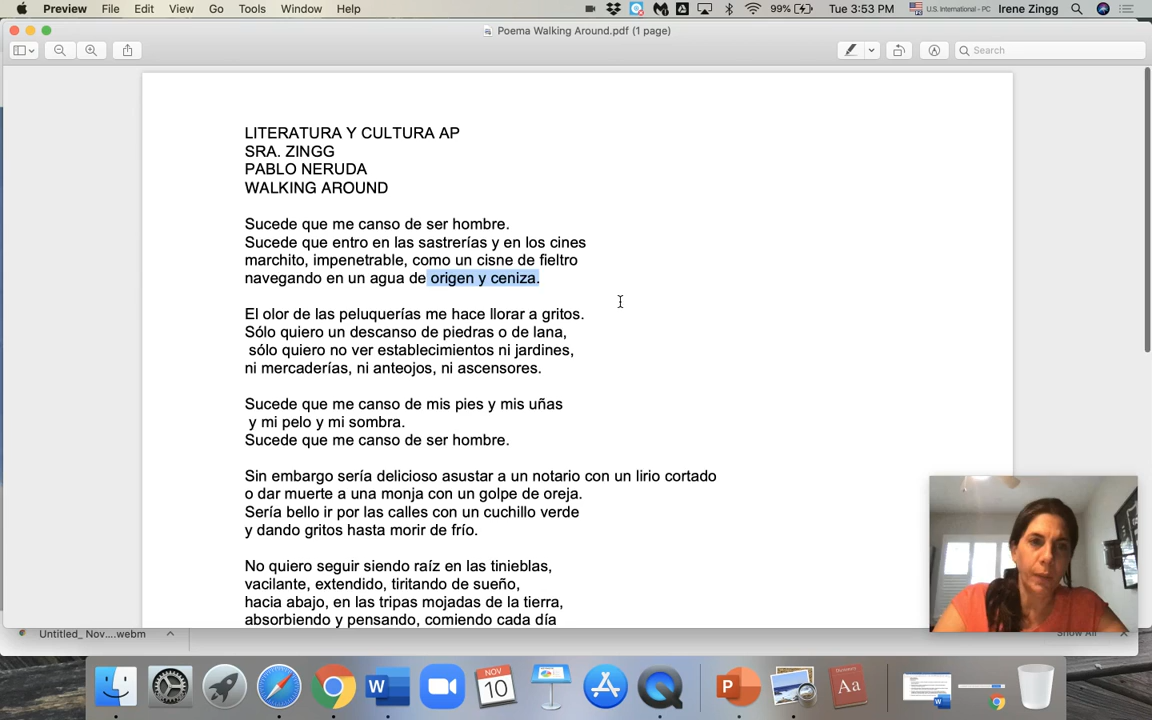 Preview File Edit View Go Tools Window Help 99% U.S. International - PC Tue 3:53 PM Irene Zingg
Poema Walking Around.pdf (1 page)
Search
LITERATURA Y CULTURA AP
SRA. ZINGG
PABLO NERUDA
WALKING AROUND
Sucede que me canso de ser hombre.
Sucede que entro en las sastrerías y en los cines
marchito, impenetrable, como un cisne de fieltro
navegando en un agua de origen y ceniza.
El olor de las peluquerías me hace llorar a gritos.
Sólo quiero un descanso de piedras o de lana,
sólo quiero no ver establecimientos ni jardines,
ni mercaderías, ni anteojos, ni ascensores.
Sucede que me canso de mis pies y mis uñas
y mi pelo y mi sombra.
Sucede que me canso de ser hombre.
Sin embargo sería delicioso asustar a un notario con un lirio cortado
o dar muerte a una monja con un golpe de oreja.
Sería bello ir por las calles con un cuchillo verde
y dando gritos hasta morir de frío.
No quiero seguir siendo raíz en las tinieblas,
vacilante, extendido, tiritando de sueño,
hacia abajo, en las tripas mojadas de la tierra,
absorbiendo y pensando, comiendo cada día
Untitled_ Nov....webm
Show All
NOV
10
W
P
Aa